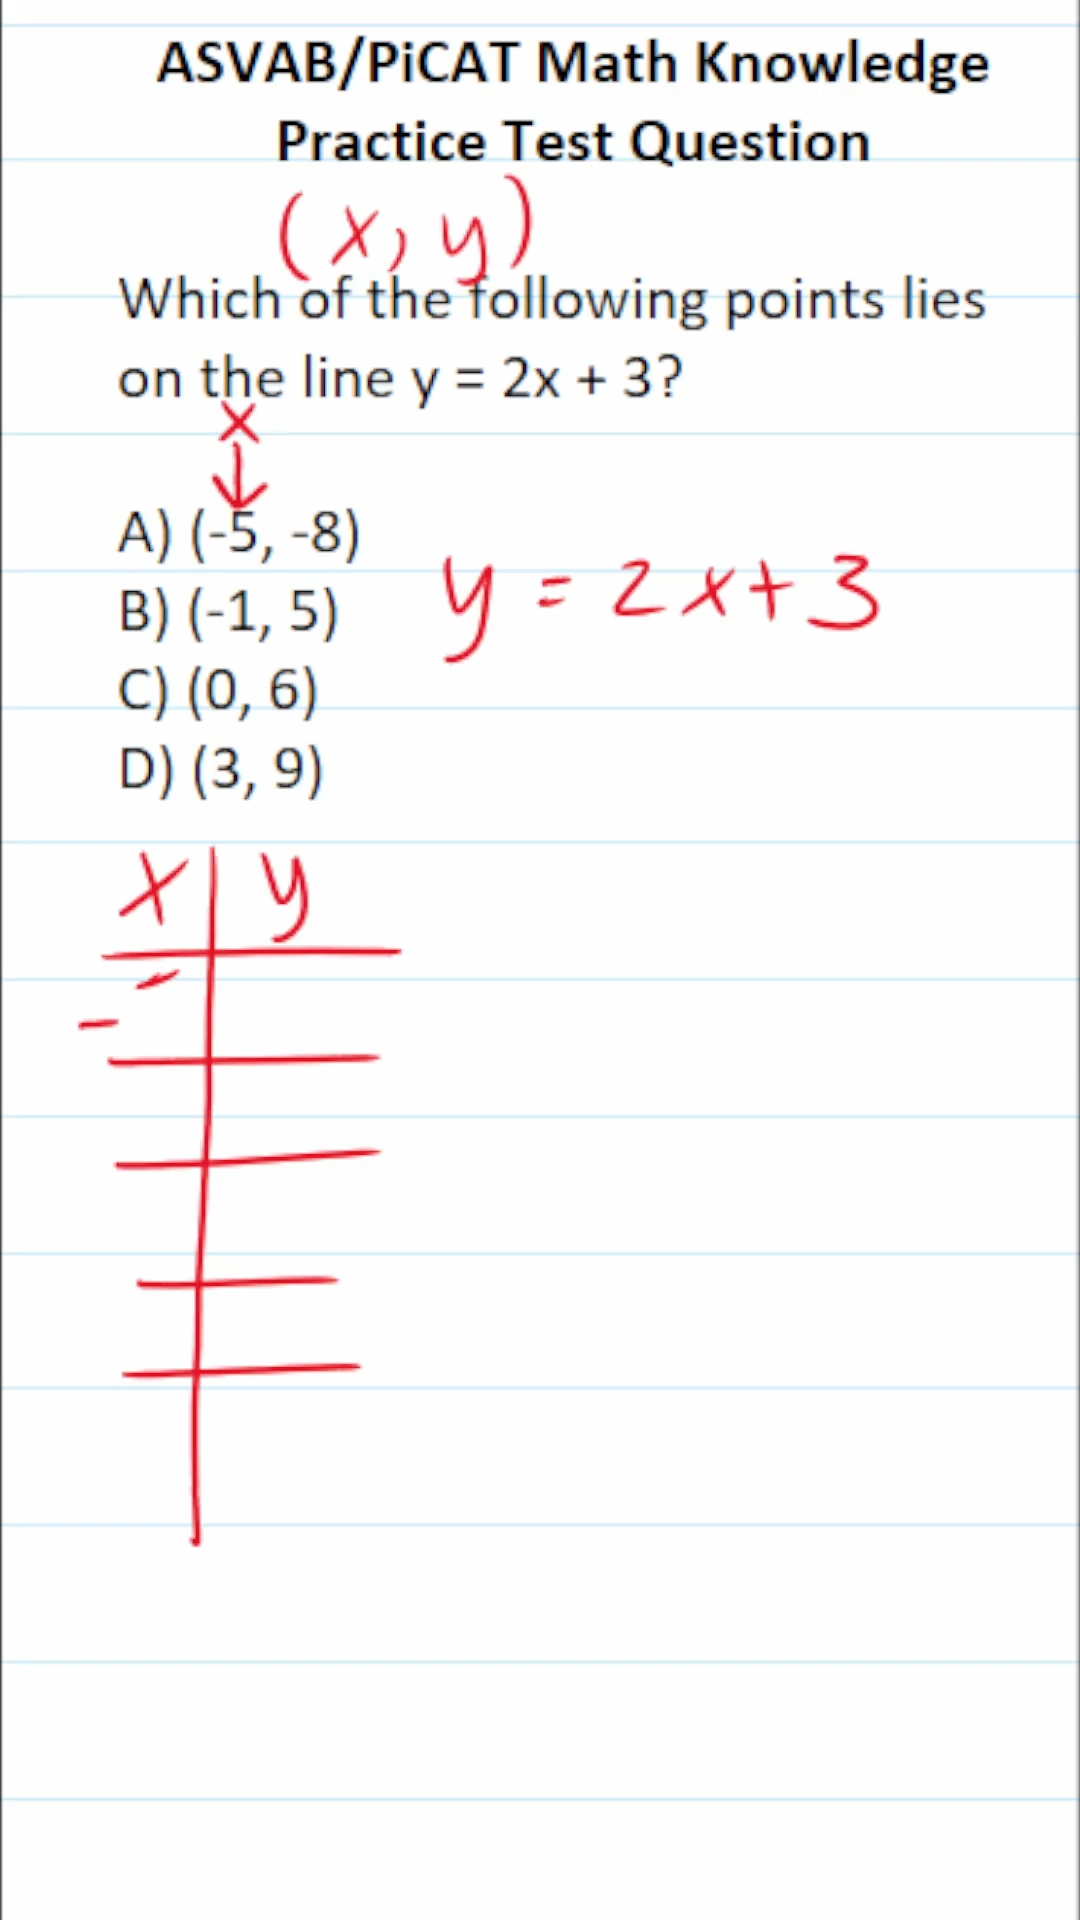 ASVAB/PiCAT Math Knowledge
Practice Test Question
(x, y)
Which of the following points lies
on the line y = 2x + 3?
x
A) (-5, -8)
B) (-1, 5)
y = 2x+3
C) (0, 6)
D) (3, 9)
x y
-
-